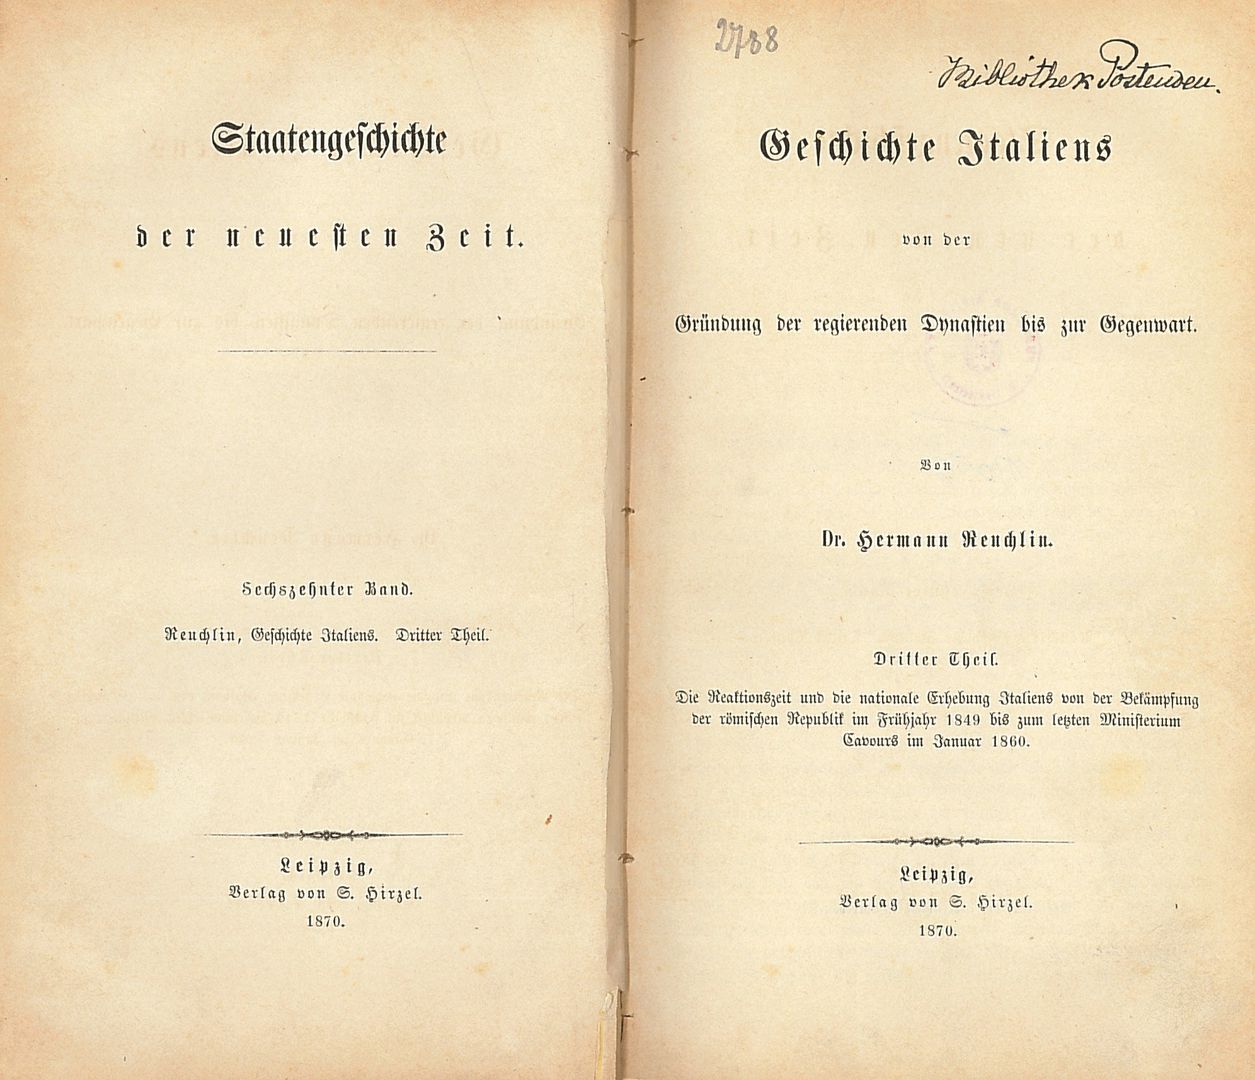 Staatengeschichte
der neuesten Zeit.
Sechszehnter Band.
Reuchlin, Geschichte Italiens. Dritter Theil.
Leipzig,
Verlag von S. Hirzel.
1870.
2788
Bibliothek Postenden.
Geschichte Italiens
von der
Gründung der regierenden Dynastien bis zur Gegenwart.
Von
Dr. Hermann Reuchlin.
Dritter Theil.
Die Reaktionszeit und die nationale Erhebung Italiens von der Bekämpfung
der römischen Republik im Frühjahr 1849 bis zum letzten Ministerium
Cavours im Januar 1860.
Leipzig,
Verlag von S. Hirzel.
1870.